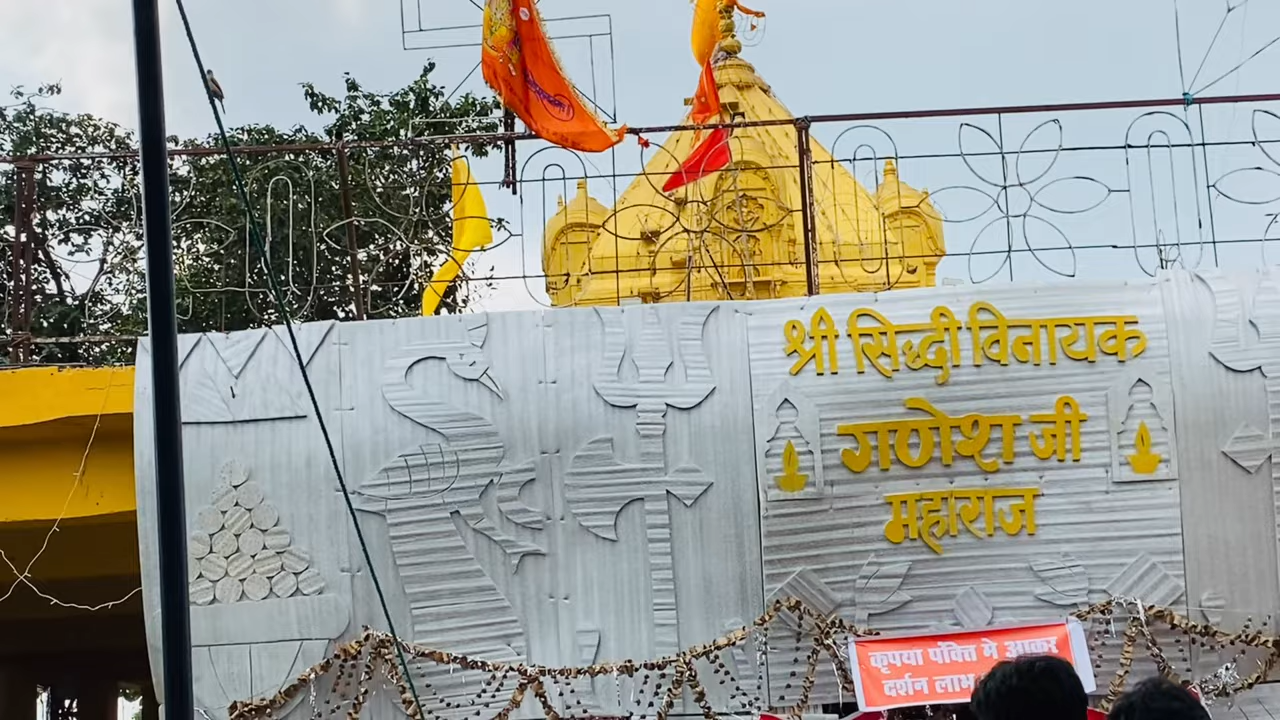 श्री सिद्धी विनायक
गणेश जी
महाराज
कृपया पंक्ति मे आकर
दर्शन लाभ